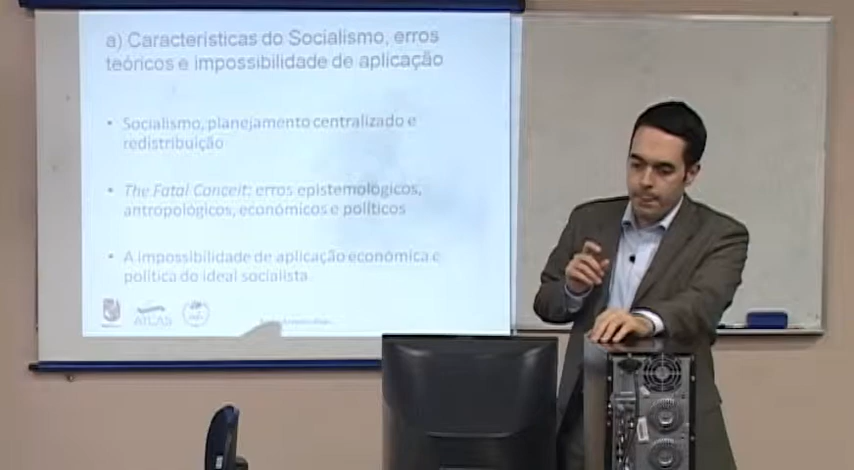 a) Características do Socialismo, erros
teóricos e impossibilidade de aplicação
• Socialismo, planejamento centralizado e
redistribuição
• The Fatal Conceit: erros epistemológicos,
antropológicos, econômicos e políticos
• A impossibilidade de aplicação econômica e
política do ideal socialista.
ATLAS